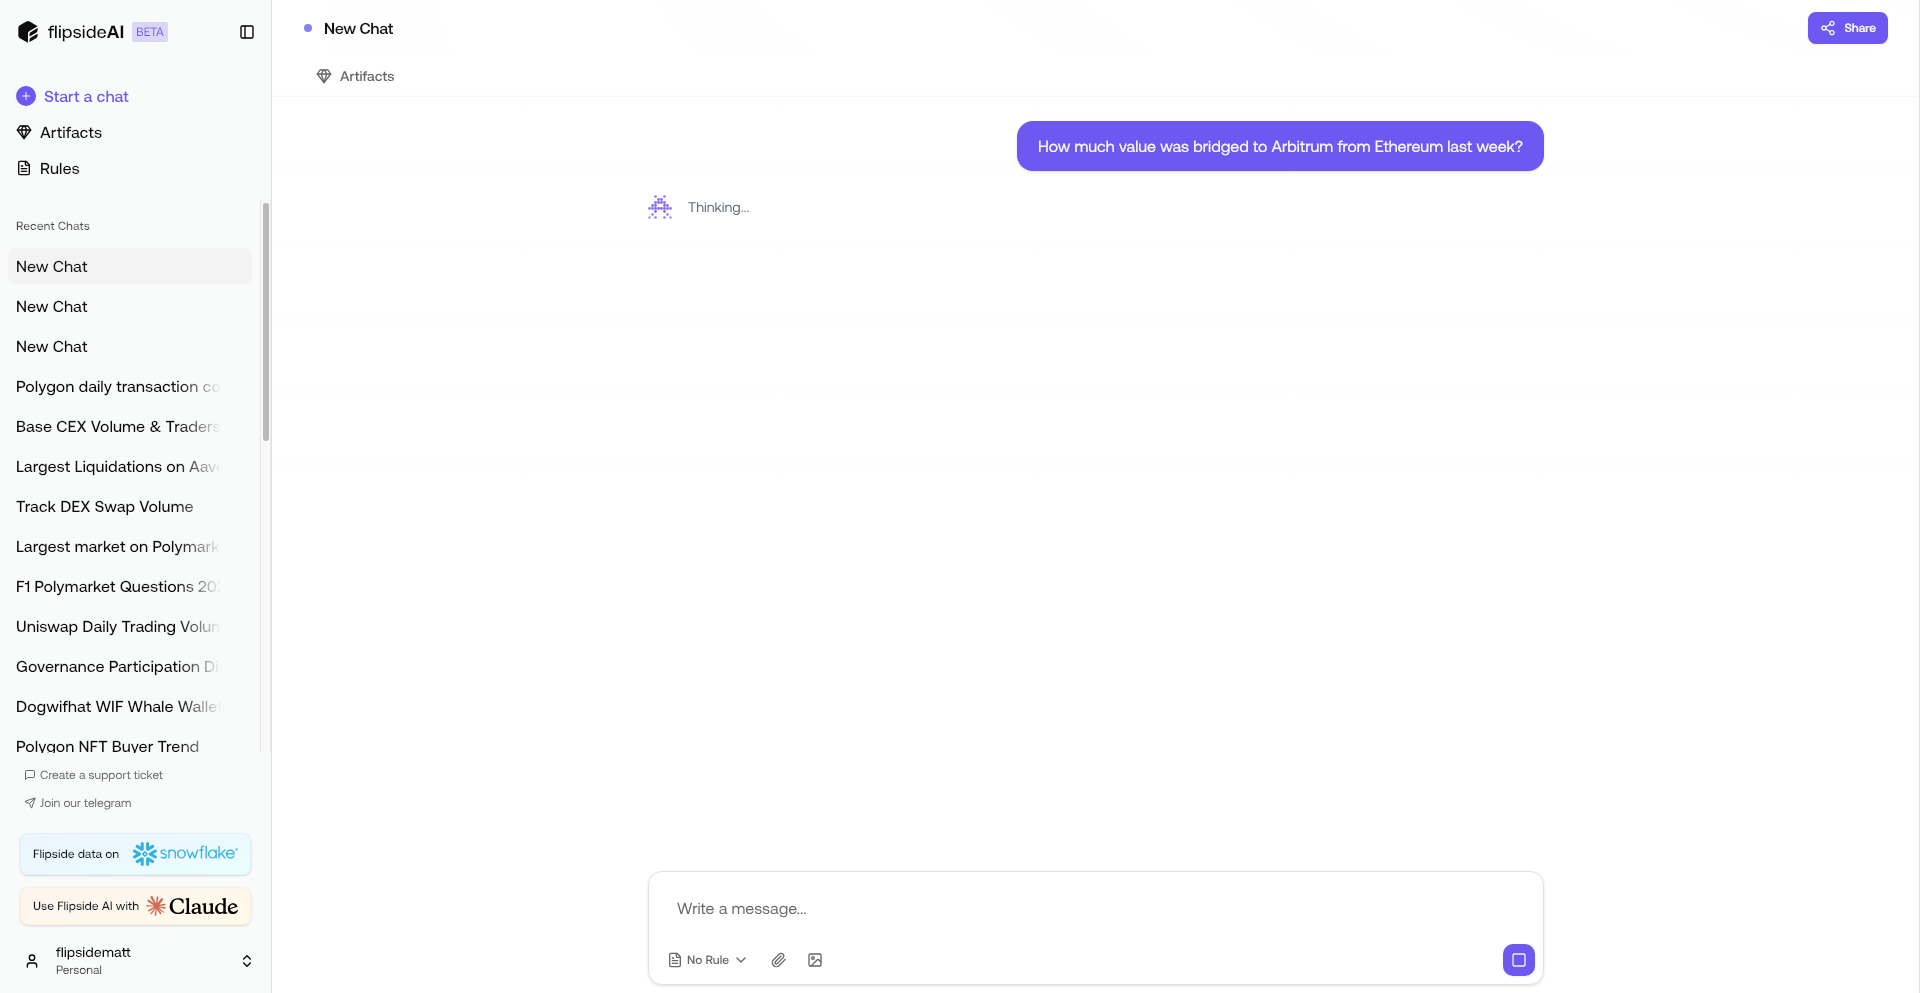 flipsideAI BETA
Start a chat
Artifacts
Rules
Recent Chats
New Chat
New Chat
New Chat
Polygon daily transaction co
Base CEX Volume & Traders
Largest Liquidations on Aave
Track DEX Swap Volume
Largest market on Polymark
F1 Polymarket Questions 202
Uniswap Daily Trading Volum
Governance Participation Di
Dogwifhat WIF Whale Wallet
Polygon NFT Buyer Trend
Create a support ticket
Join our telegram
Flipside data on snowflake
Use Flipside AI with Claude
flipsidematt
Personal
New Chat
Share
Artifacts
How much value was bridged to Arbitrum from Ethereum last week?
Thinking...
Write a message...
No Rule